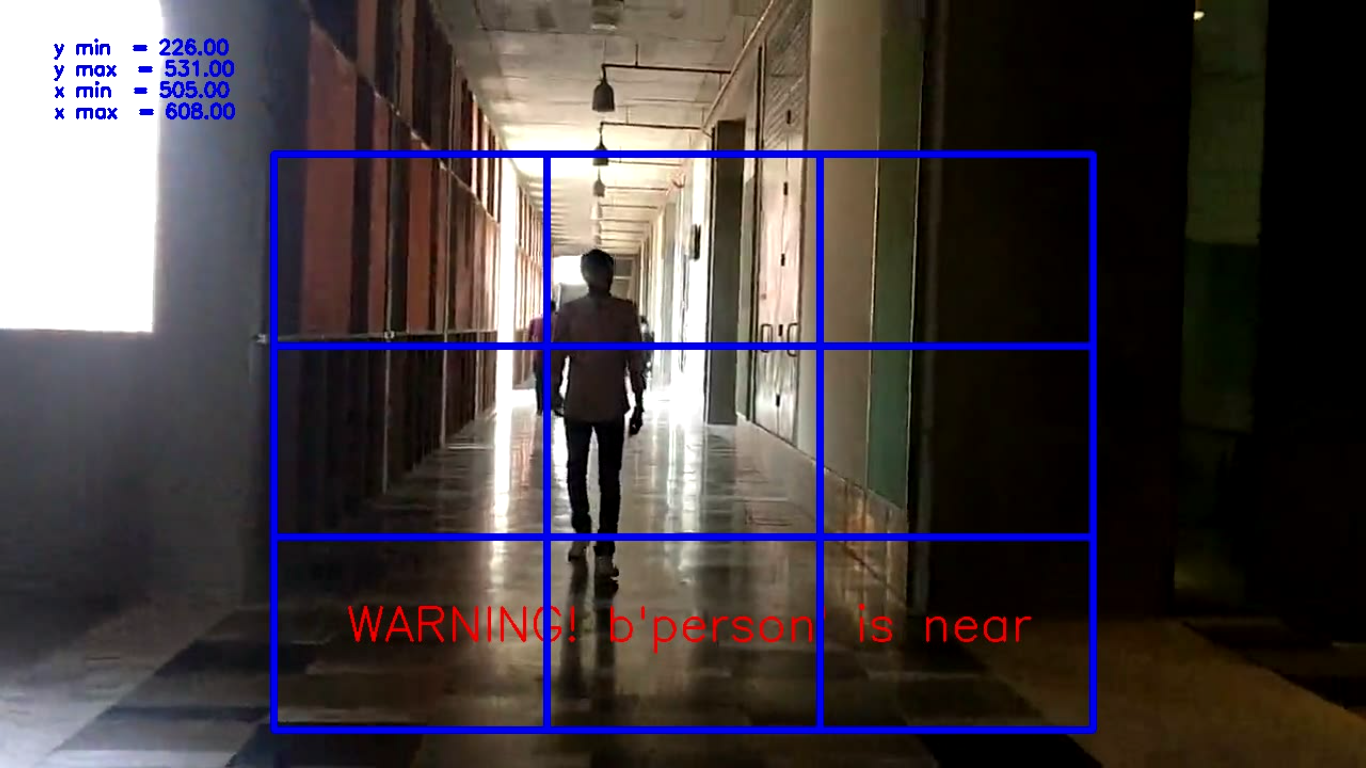 y min = 226.00
y max = 531.00
x min = 505.00
x max = 608.00
WARNING! b'person' is near